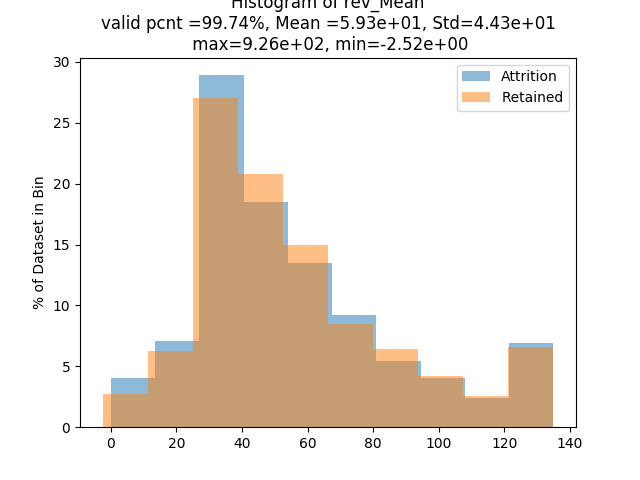 Histogram of rev_Mean
valid pcnt =99.74%, Mean =5.93e+01, Std=4.43e+01
max=9.26e+02, min=-2.52e+00
30
25
20
15
10
5
0
% of Dataset in Bin
Attrition
Retained
0 20 40 60 80 100 120 140